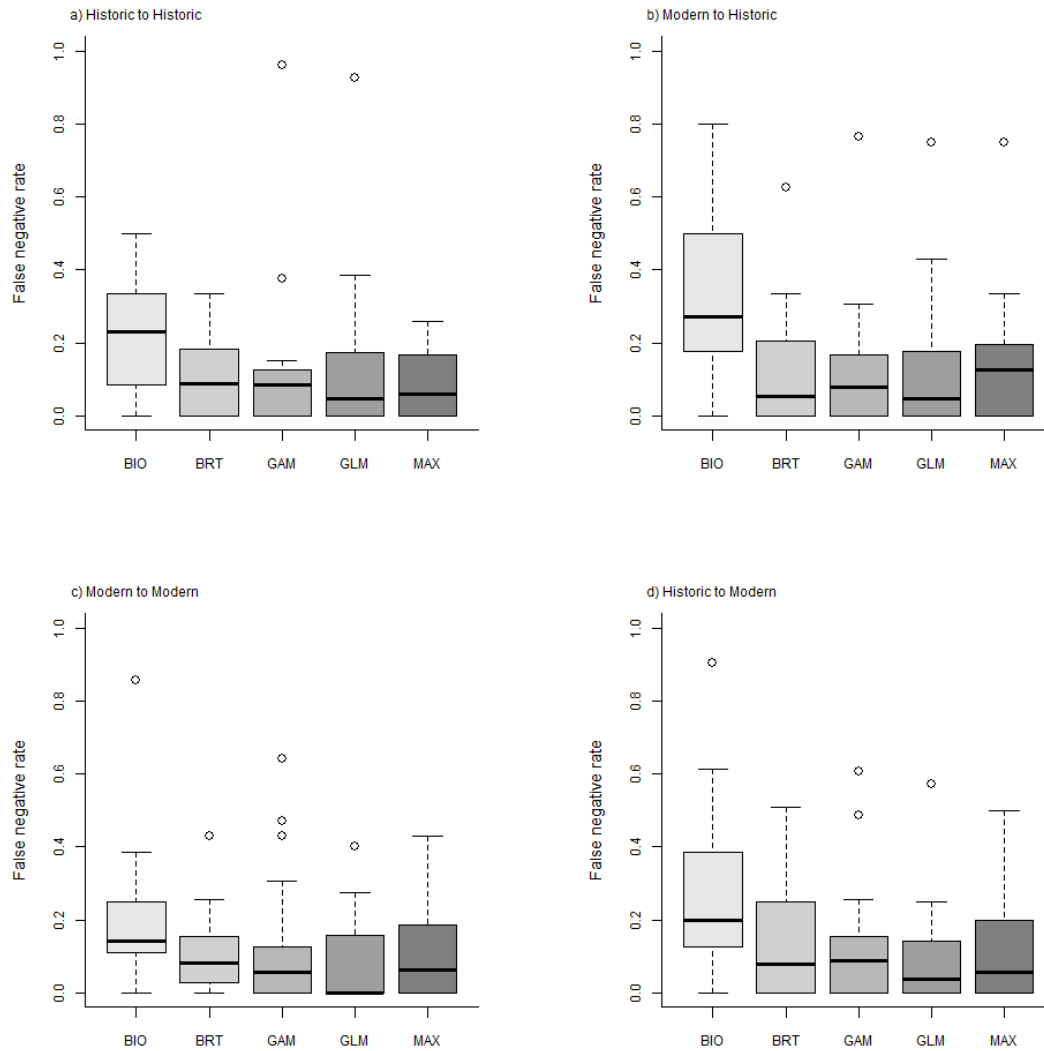 a) Historic to Historic
False negative rate
1.0
0.8
0.6
0.4
0.2
0.0
BIO BRT GAM GLM MAX
b) Modern to Historic
False negative rate
1.0
0.8
0.6
0.4
0.2
0.0
BIO BRT GAM GLM MAX
c) Modern to Modern
False negative rate
1.0
0.8
0.6
0.4
0.2
0.0
BIO BRT GAM GLM MAX
d) Historic to Modern
False negative rate
1.0
0.8
0.6
0.4
0.2
0.0
BIO BRT GAM GLM MAX